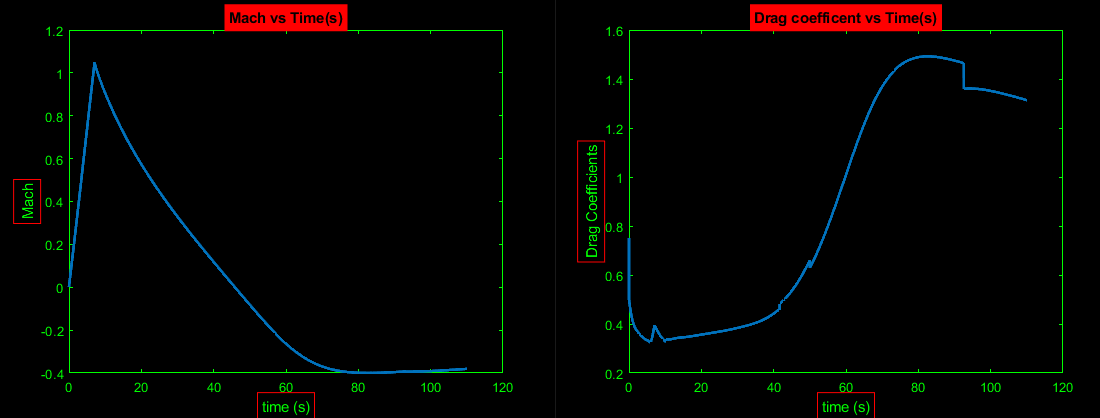 Mach vs Time(s)
1.2
1
0.8
0.6
0.4
0.2
0
-0.2
-0.4
Mach
0 20 40 60 80 100 120
time (s)
Drag coefficent vs Time(s)
1.6
1.4
1.2
1
0.8
0.6
0.4
0.2
Drag Coefficients
0 20 40 60 80 100 120
time (s)